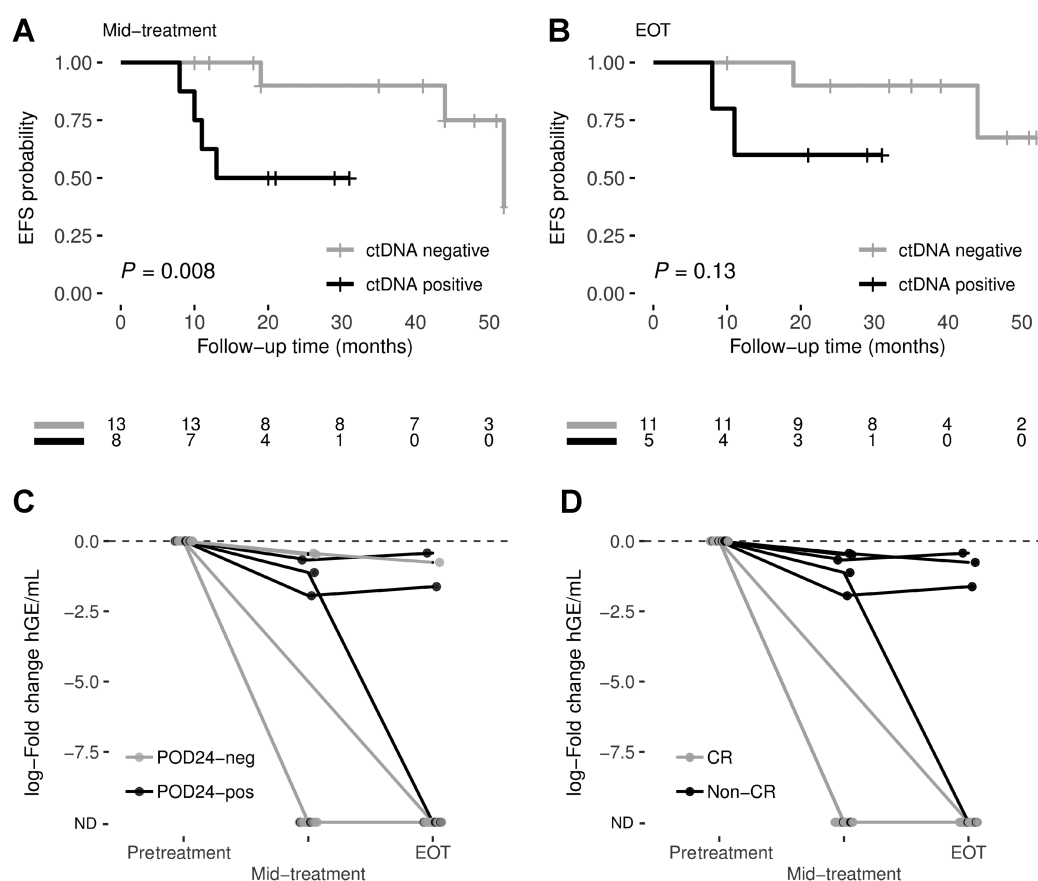 A
Mid−treatment
1.00
0.75
0.50
0.25
0.00
EFS probability
ctDNA negative
ctDNA positive
P = 0.008
0 10 20 30 40 50
Follow−up time (months)
13 13 8 8 7 3
8 7 4 1 0 0
B
EOT
1.00
0.75
0.50
0.25
0.00
EFS probability
ctDNA negative
ctDNA positive
P = 0.13
0 10 20 30 40 50
Follow−up time (months)
11 11 9 8 4 2
5 4 3 1 0 0
C
0.0
−2.5
−5.0
−7.5
ND
log−Fold change hGE/mL
POD24−neg
POD24−pos
Pretreatment EOT
Mid−treatment
D
0.0
−2.5
−5.0
−7.5
ND
log−Fold change hGE/mL
CR
Non−CR
Pretreatment EOT
Mid−treatment